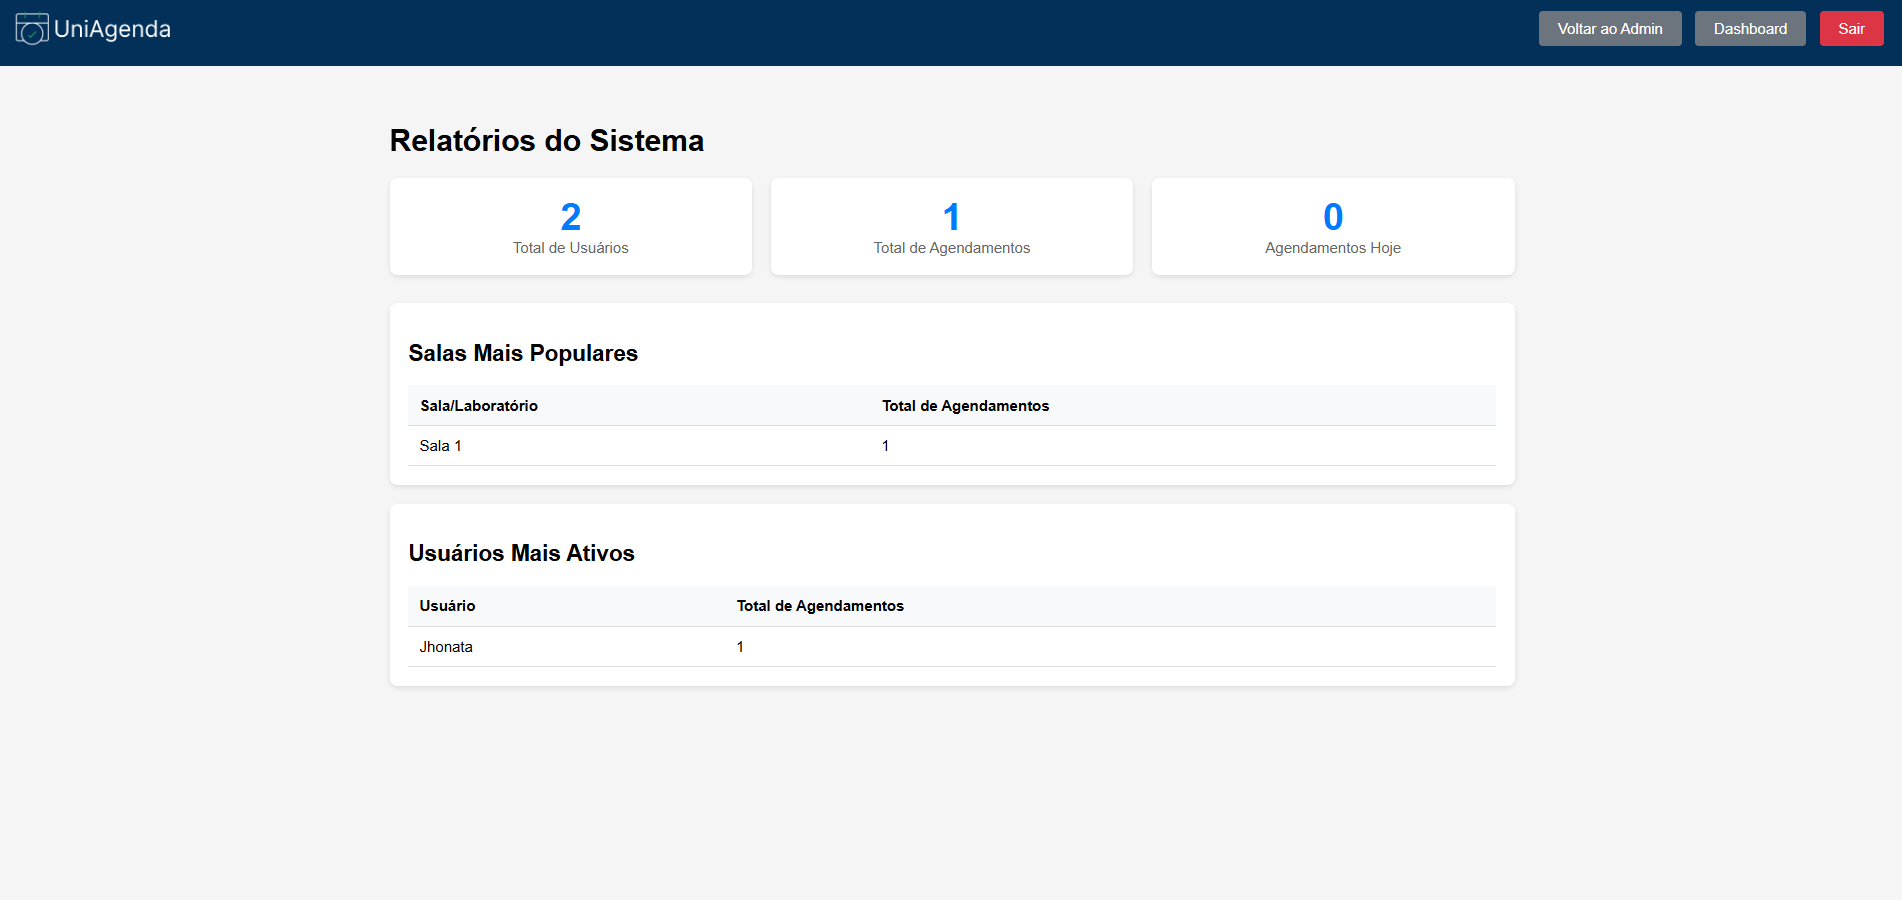 UniAgenda
Voltar ao Admin
Dashboard
Sair
Relatórios do Sistema
2
Total de Usuários
1
Total de Agendamentos
0
Agendamentos Hoje
Salas Mais Populares
Sala/Laboratório Total de Agendamentos
Sala 1 1
Usuários Mais Ativos
Usuário Total de Agendamentos
Jhonata 1